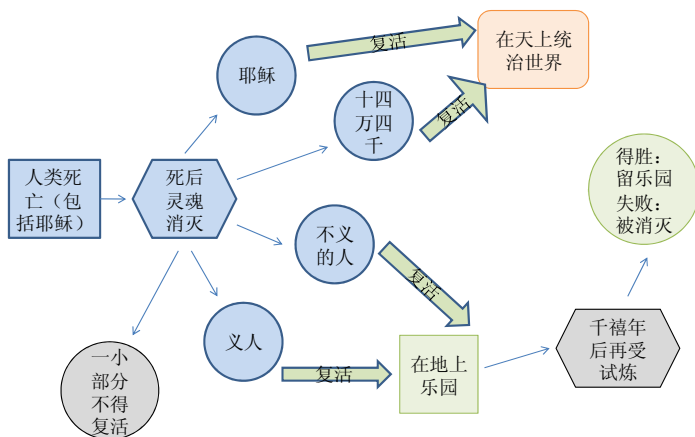 复活
在天上统
治世界
耶稣
十四
万四
千
复活
人类死
亡（包
括耶稣）
死后
灵魂
消灭
得胜：
留乐园
失败：
被消灭
不义
的人
复活
义人
复活
在地上
乐园
千禧年
后再受
试炼
一小
部分
不得
复活